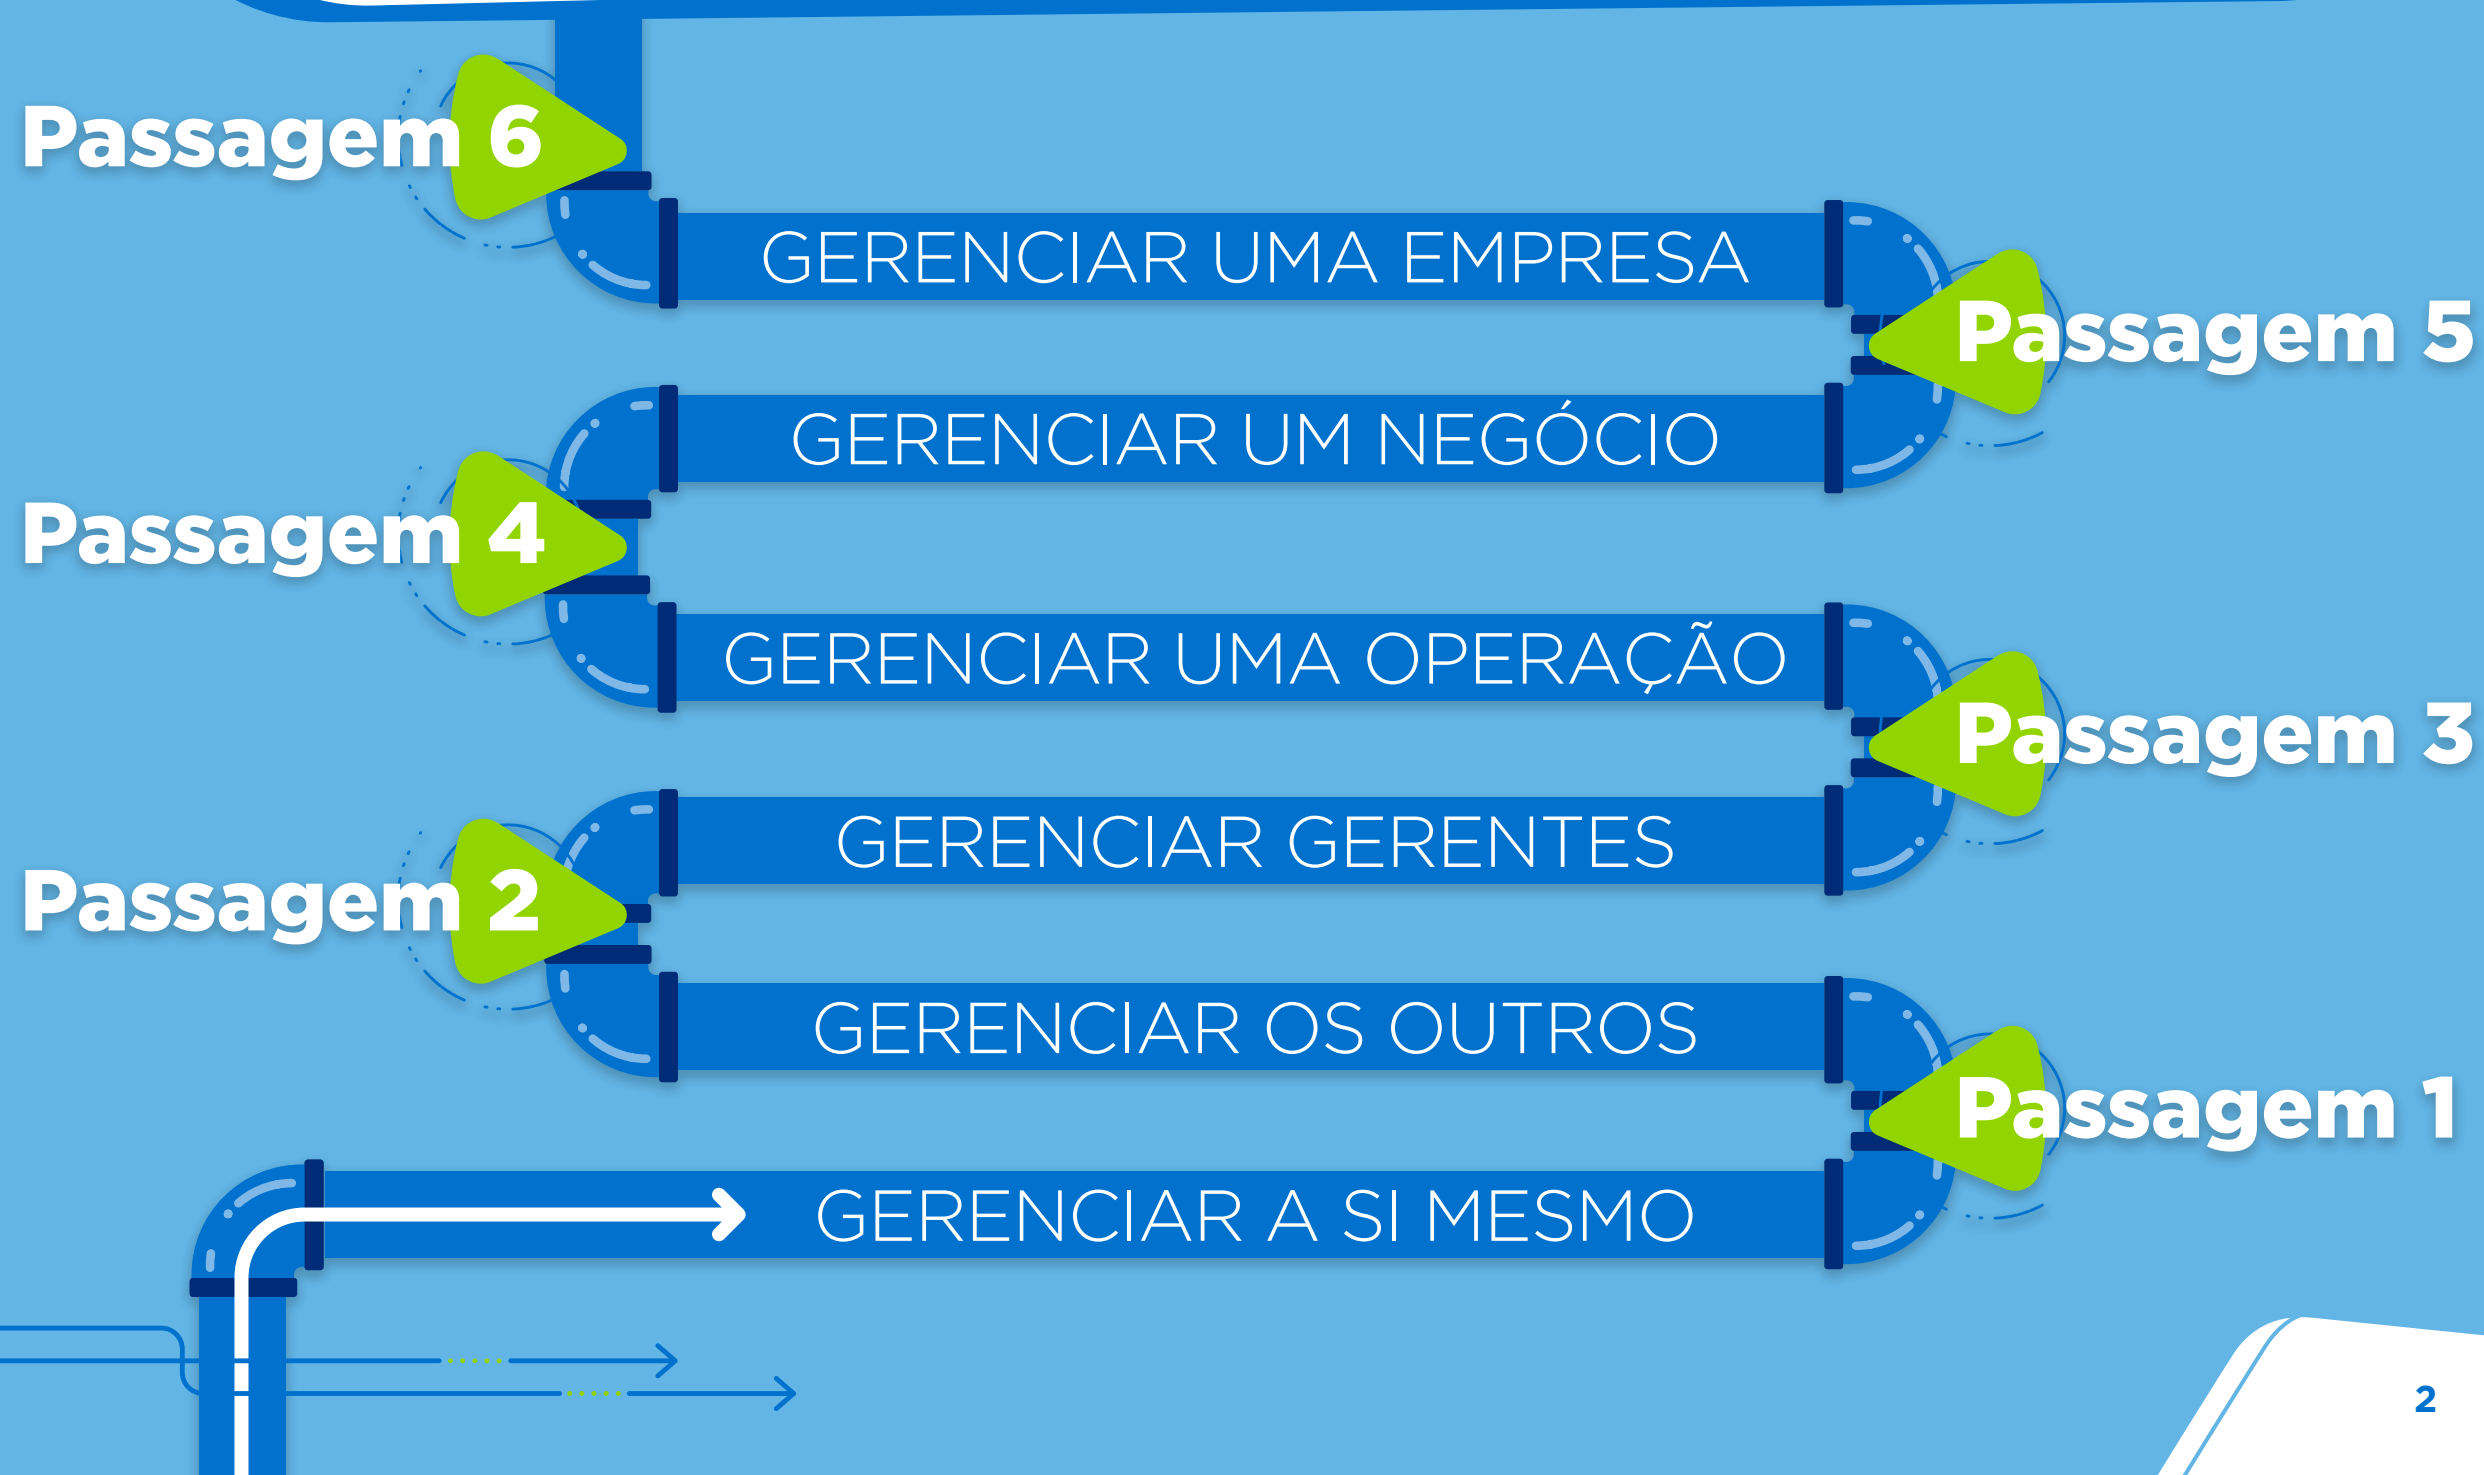 Passagem 6
GERENCIAR UMA EMPRESA
Passagem 5
GERENCIAR UM NEGÓCIO
Passagem 4
GERENCIAR UMA OPERAÇÃO
Passagem 3
GERENCIAR GERENTES
Passagem 2
GERENCIAR OS OUTROS
Passagem 1
GERENCIAR A SI MESMO
2